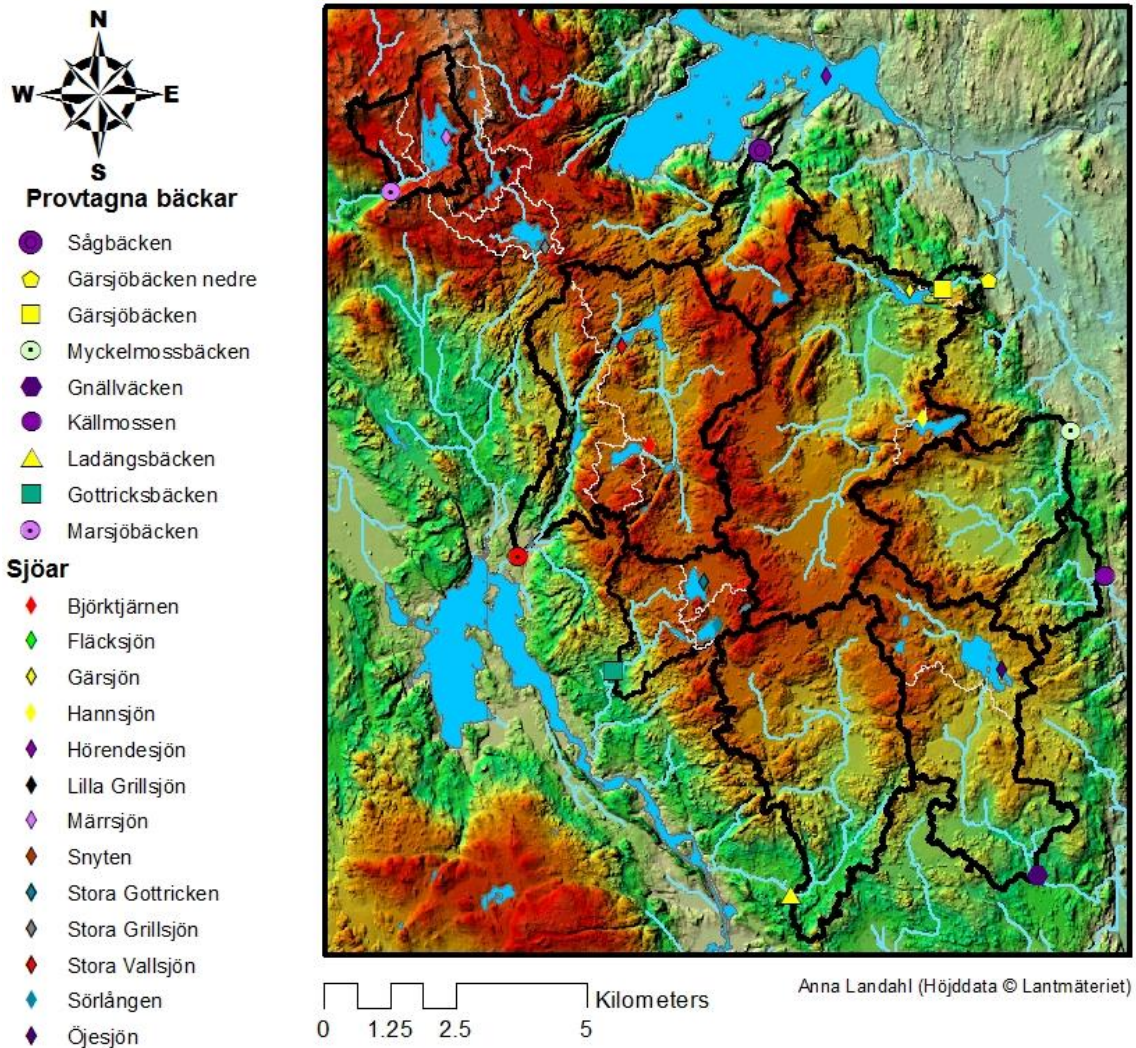 N
W E
S
Provtagna bäckar
Sågbäcken
Gärsjöbäcken nedre
Gärsjöbäcken
Myckelmossbäcken
Gnällväcken
Källmossen
Ladängsbäcken
Gottricksbäcken
Marsjöbäcken
Sjöar
Björktjärnen
Fläcksjön
Gärsjön
Hannsjön
Hörendesjön
Lilla Grillsjön
Märrsjön
Snyten
Stora Gottricken
Stora Grillsjön
Stora Vallsjön
Sörlången
Öjesjön
Kilometers
0 1.25 2.5 5
Anna Landahl (Höjddata © Lantmäteriet)